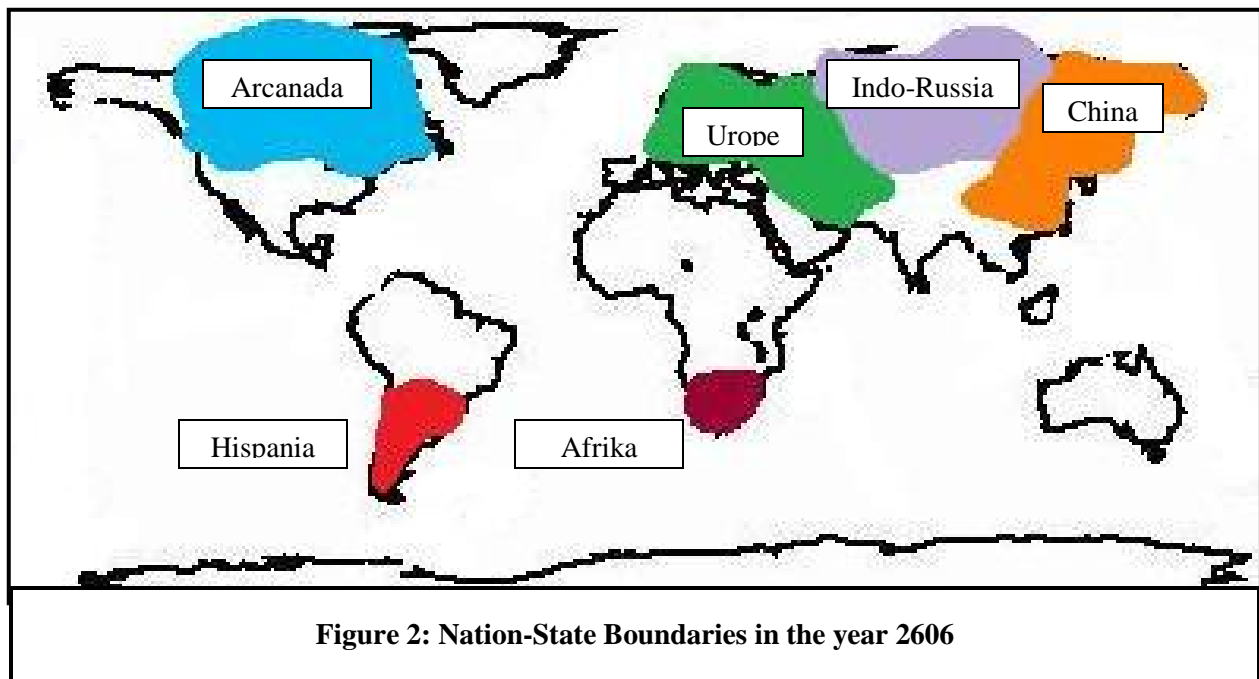 Arcanada
Indo-Russia
China
Urope
Hispania
Afrika
Figure 2: Nation-State Boundaries in the year 2606